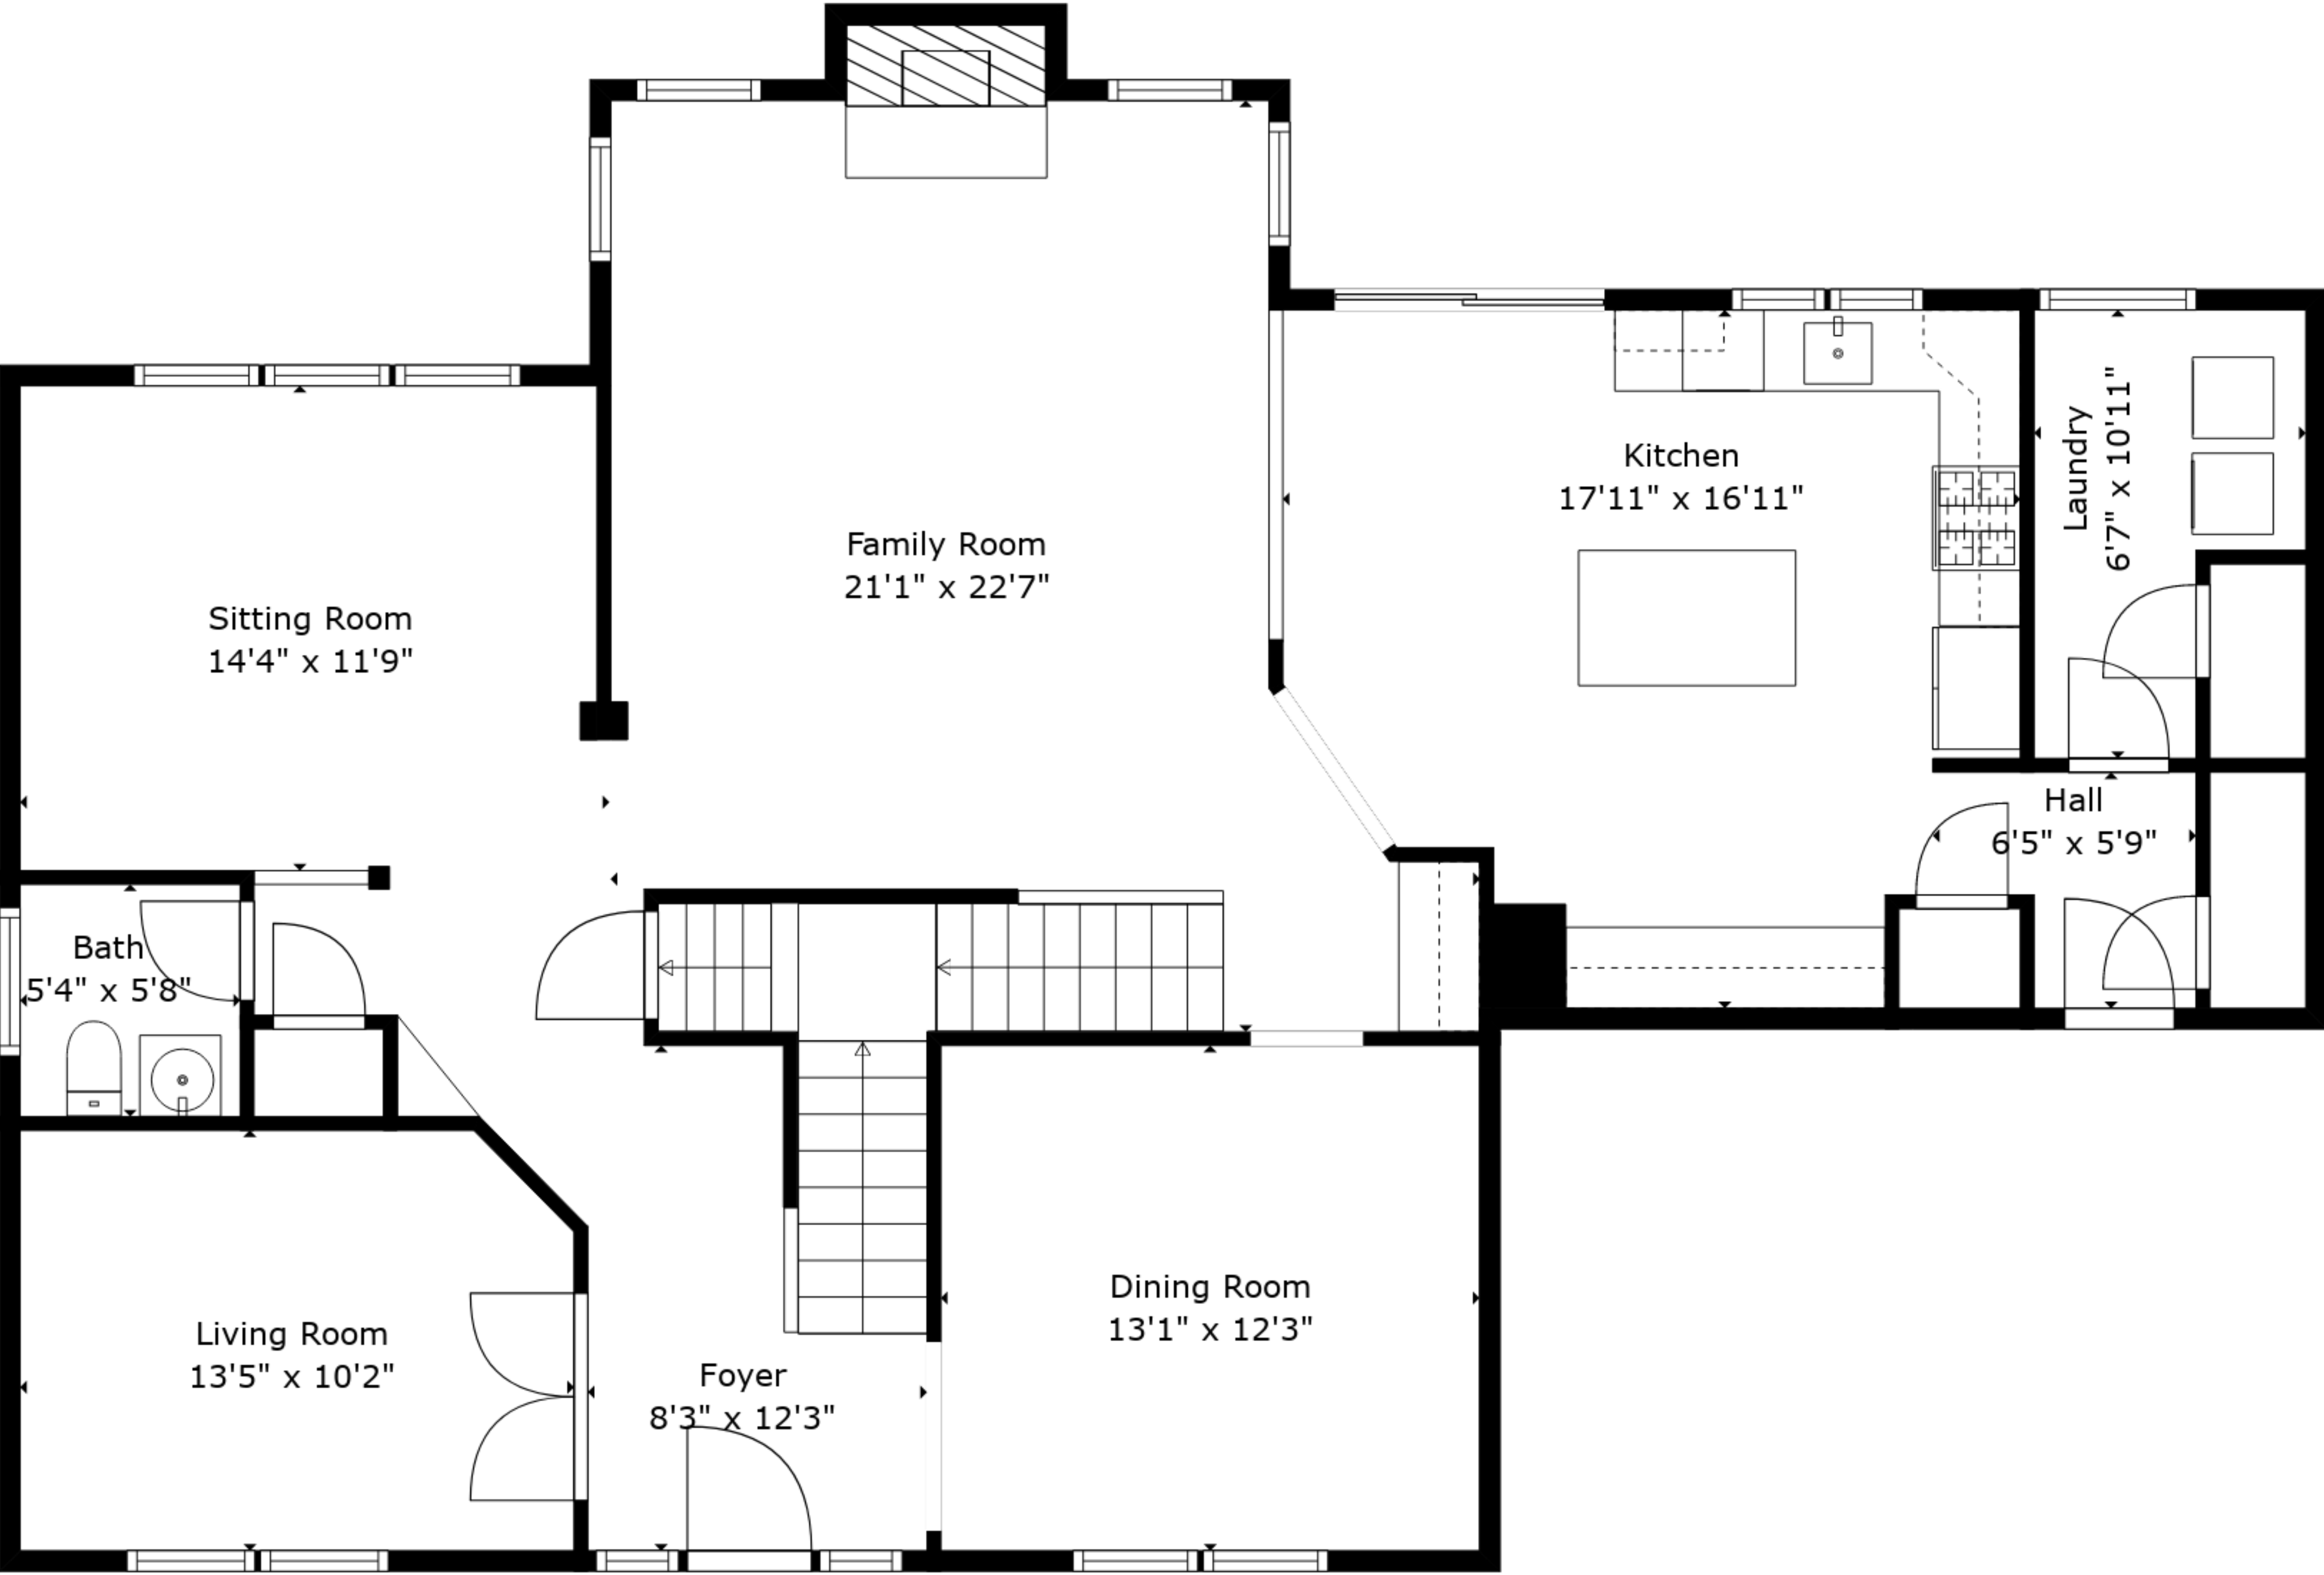 Kitchen
17'11" x 16'11"
Laundry
6'7" x 10'11"
Family Room
21'1" x 22'7"
Sitting Room
14'4" x 11'9"
Hall
6'5" x 5'9"
Bath
5'4" x 5'8"
Dining Room
13'1" x 12'3"
Living Room
13'5" x 10'2"
Foyer
8'3" x 12'3"